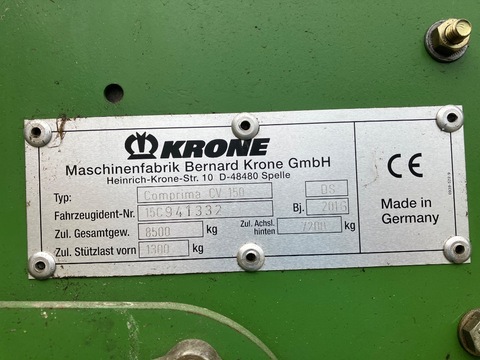 KRONE
Maschinenfabrik Bernard Krone GmbH
Heinrich-Krone-Str. 10 D-48480 Spelle
CE
Typ: Comprima CV 150 DS
Fahrzeugident-Nr. 15C941332 Bj. 2016
Zul. Gesamtgew. 8500 kg Zul. Achsl. hinten 7200 kg
Zul. Stützlast vorn 1300 kg
Made in
Germany